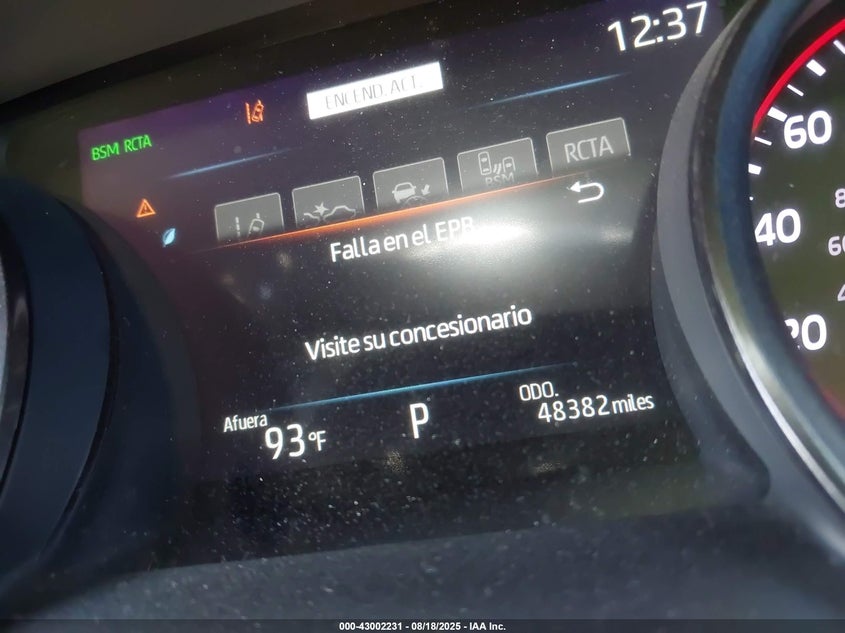 12:37
ENCEND. ACT.
BSM RCTA
RCTA
BSM
Falla en el EPB
Visite su concesionario
Afuera
93°F
P
ODO.
48382 miles
60
40
20
000-43002231 - 08/18/2025 - IAA Inc.